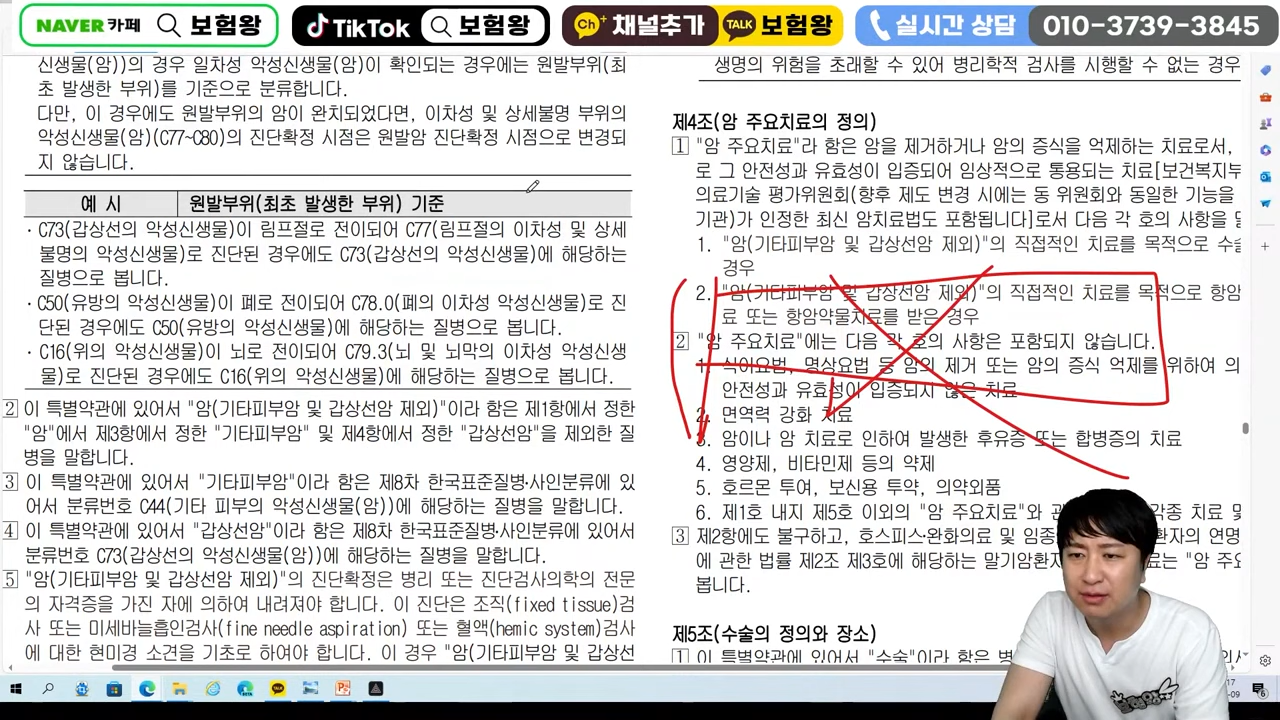 NAVER 카페 보험왕
TikTok 보험왕
Ch+ 채널추가 TALK 보험왕
실시간 상담 010-3739-3845
신생물(암))의 경우 일차성 악성신생물(암)이 확인되는 경우에는 원발부위(최
초 발생한 부위)를 기준으로 분류합니다.
다만, 이 경우에도 원발부위의 암이 완치되었다면, 이차성 및 상세불명 부위의
악성신생물(암)(C77~C80)의 진단확정 시점은 원발암 진단확정 시점으로 변경되
지 않습니다.
예 시 원발부위(최초 발생한 부위) 기준
· C73(갑상선의 악성신생물)이 림프절로 전이되어 C77(림프절의 이차성 및 상세
불명의 악성신생물)로 진단된 경우에도 C73(갑상선의 악성신생물)에 해당하는
질병으로 봅니다.
· C50(유방의 악성신생물)이 폐로 전이되어 C78.0(폐의 이차성 악성신생물)로 진
단된 경우에도 C50(유방의 악성신생물)에 해당하는 질병으로 봅니다.
· C16(위의 악성신생물)이 뇌로 전이되어 C79.3(뇌 및 뇌막의 이차성 악성신생
물)로 진단된 경우에도 C16(위의 악성신생물)에 해당하는 질병으로 봅니다.
2 이 특별약관에 있어서 "암(기타피부암 및 갑상선암 제외)"이라 함은 제1항에서 정한
"암"에서 제3항에서 정한 "기타피부암" 및 제4항에서 정한 "갑상선암"을 제외한 질
병을 말합니다.
3 이 특별약관에 있어서 "기타피부암"이라 함은 제8차 한국표준질병·사인분류에 있
어서 분류번호 C44(기타 피부의 악성신생물(암))에 해당하는 질병을 말합니다.
4 이 특별약관에 있어서 "갑상선암"이라 함은 제8차 한국표준질병·사인분류에 있어서
분류번호 C73(갑상선의 악성신생물(암))에 해당하는 질병을 말합니다.
5 "암(기타피부암 및 갑상선암 제외)"의 진단확정은 병리 또는 진단검사의학의 전문
의 자격증을 가진 자에 의하여 내려져야 합니다. 이 진단은 조직(fixed tissue)검
사 또는 미세바늘흡인검사(fine needle aspiration) 또는 혈액(hemic system)검사
에 대한 현미경 소견을 기초로 하여야 합니다. 이 경우 "암(기타피부암 및 갑상선
생명의 위험을 초래할 수 있어 병리학적 검사를 시행할 수 없는 경우
제4조(암 주요치료의 정의)
1 "암 주요치료"라 함은 암을 제거하거나 암의 증식을 억제하는 치료로서,
로 그 안전성과 유효성이 입증되어 임상적으로 통용되는 치료[보건복지부
의료기술 평가위원회(향후 제도 변경 시에는 동 위원회와 동일한 기능을
기관)가 인정한 최신 암치료법도 포함됩니다]로서 다음 각 호의 사항을
1. "암(기타피부암 및 갑상선암 제외)"의 직접적인 치료를 목적으로
경우
2. "암(기타피부암 및 갑상선암 제외)"의 직접적인 치료를 목적으로 항암
료 또는 항암약물치료를 받은 경우
2 "암 주요치료"에는 다음 각 호의 사항은 포함되지 않습니다.
1. 식이요법, 명상요법 등 암의 제거 또는 암의 증식 억제를 위하여 의
안전성과 유효성이 입증되지 않은 치료
2. 면역력 강화 치료
3. 암이나 암 치료로 인하여 발생한 후유증 또는 합병증의 치료
4. 영양제, 비타민제 등의 약제
5. 호르몬 투여, 보신용 투약, 의약외품
6. 제1호 내지 제5호 이외의 "암 주요치료"와 각종 치료 및
3 제2항에도 불구하고, 호스피스·완화의료 및 환자의 연명
에 관한 법률 제2조 제3호에 해당하는 "암 주요
봅니다.
제5조(수술의 정의와 장소)
1 이 특별약관에 있어서 "수술"이라 함은